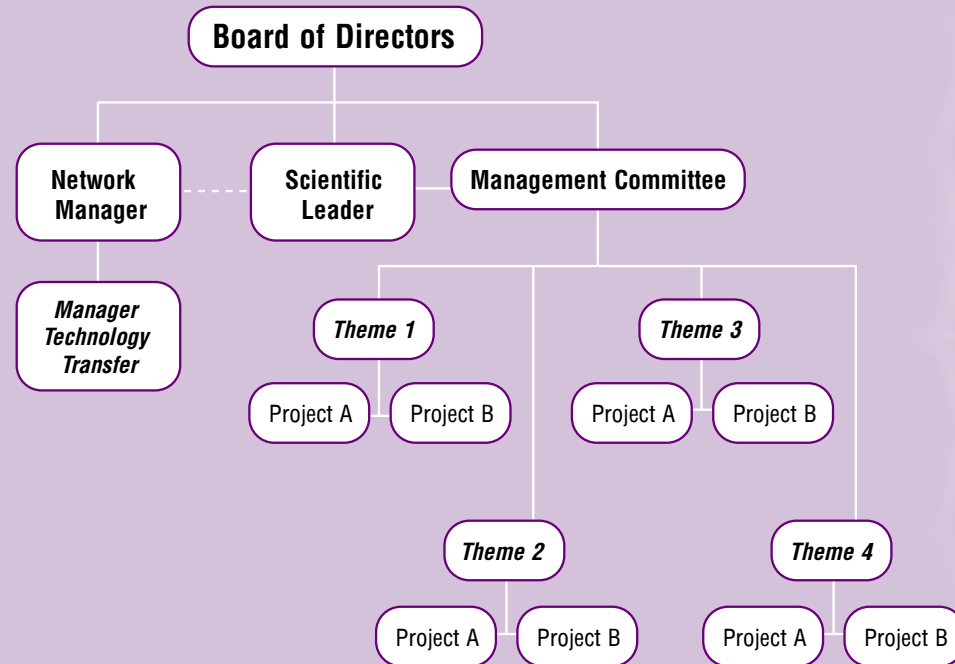 Board of Directors
Network
Manager
Scientific
Leader
Management Committee
Manager
Technology
Transfer
Theme 1
Theme 3
Project A
Project B
Project A
Project B
Theme 2
Theme 4
Project A
Project B
Project A
Project B